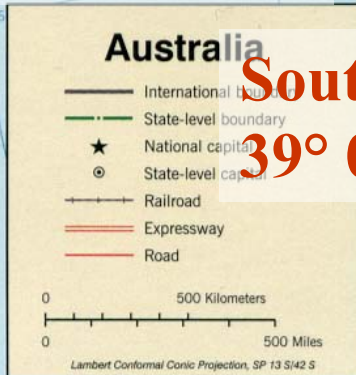 Australia
International boundary
State-level boundary
National capital
State-level capital
Railroad
Expressway
Road
Sout
39°
0 500 Kilometers
0 500 Miles
Lambert Conformal Conic Projection, SP 13 S/42 S